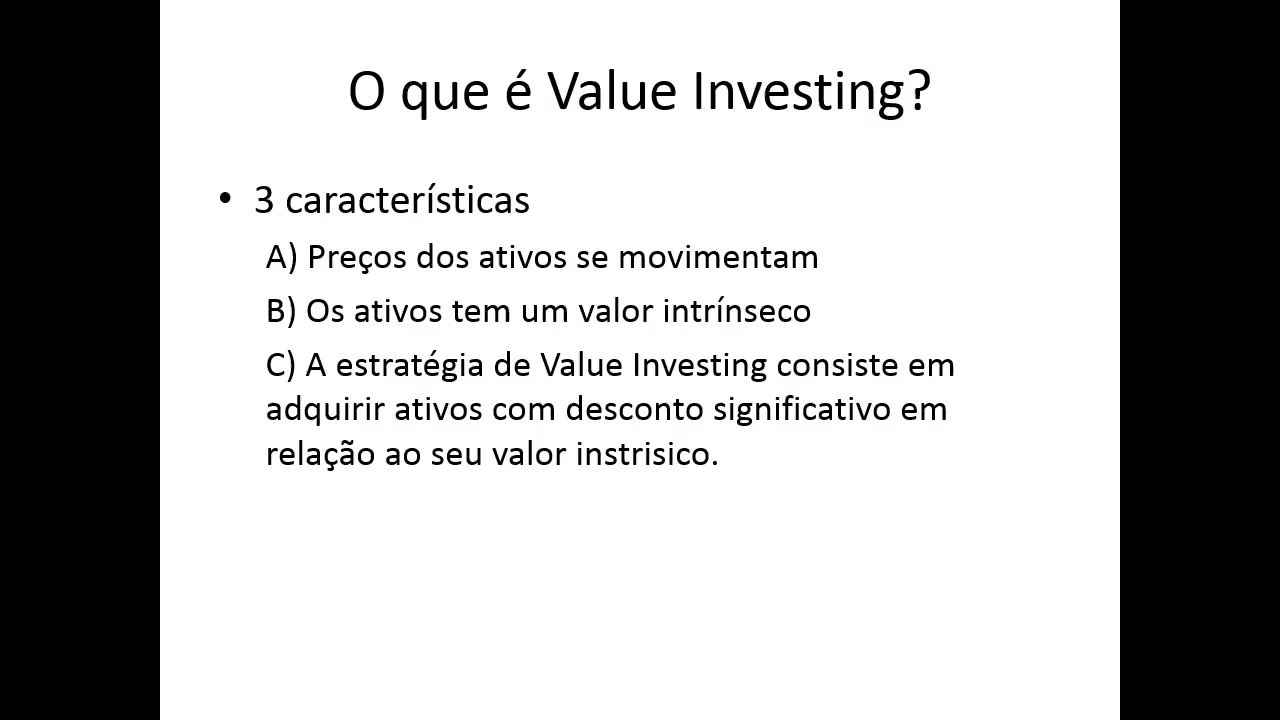 O que é Value Investing?
• 3 características
A) Preços dos ativos se movimentam
B) Os ativos tem um valor intrínseco
C) A estratégia de Value Investing consiste em
adquirir ativos com desconto significativo em
relação ao seu valor instrisico.